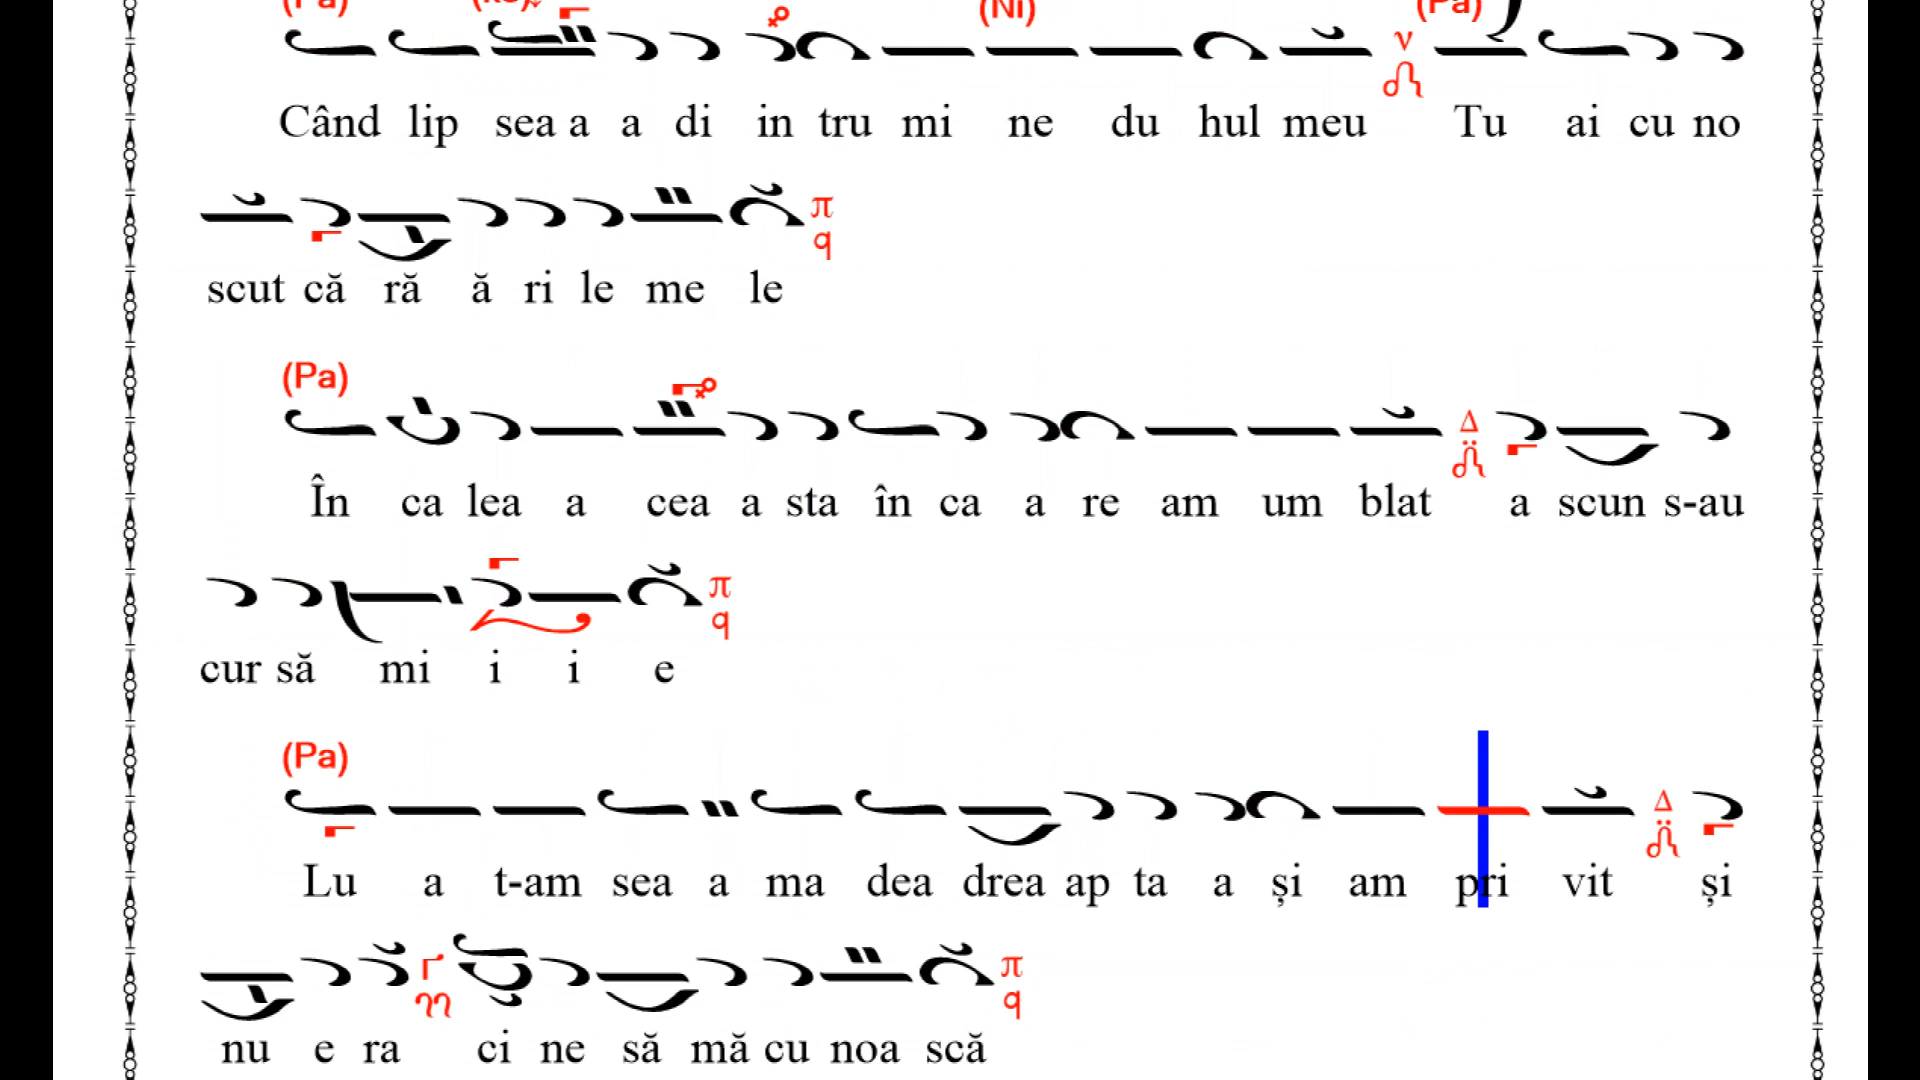 (Pa) (Ni) (Pa)
ν
Când lip sea a a di in tru mi ne du hul meu Tu ai cu no
π
q
scut că ră ă ri le me le
(Pa)
Δ
În ca lea a cea a sta în ca a re am um blat a scun s-au
π
q
cur să mi i i e
(Pa)
Δ
Lu a t-am sea a ma dea drea ap ta a și am pri vit și
Γ π
q
nu e ra ci ne să mă cu noa scă